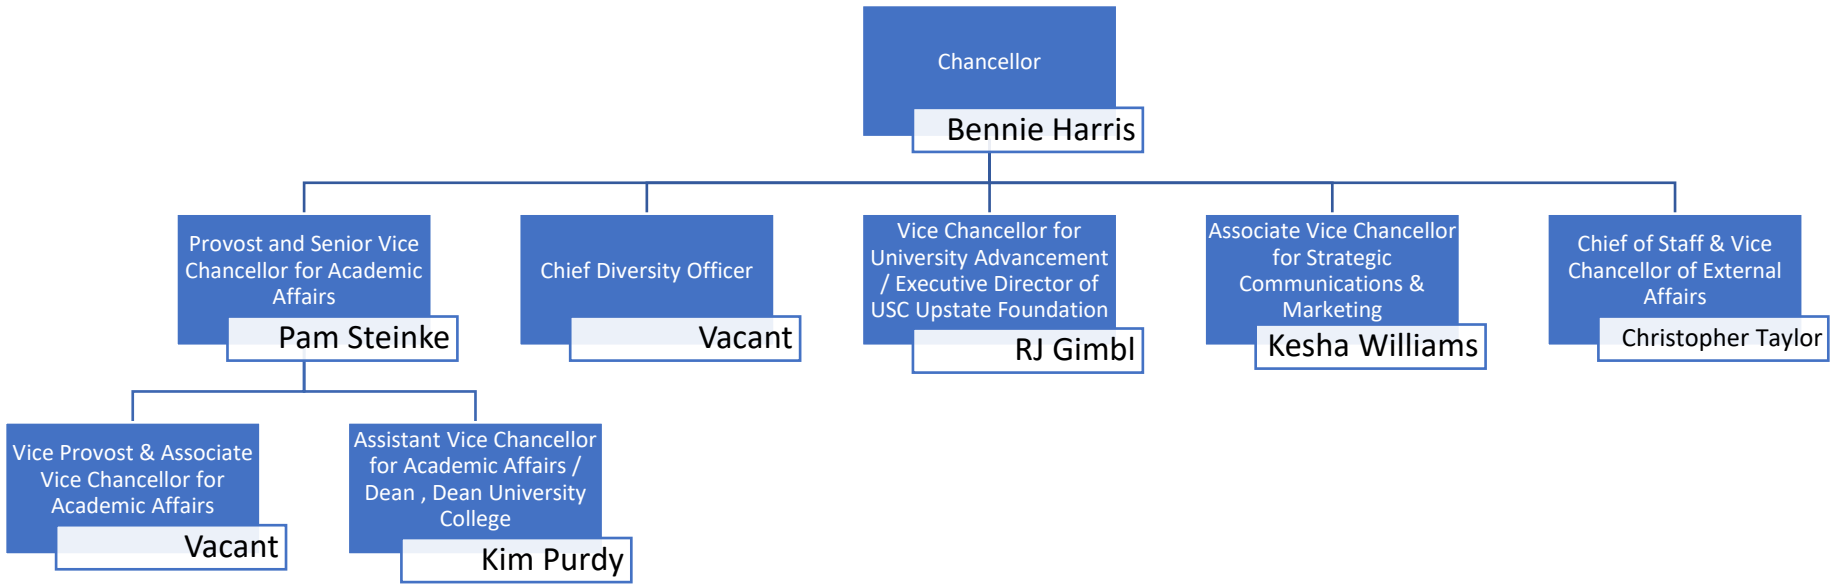 Chancellor
Bennie Harris
Provost and Senior Vice
Chancellor for Academic
Affairs
Pam Steinke
Chief Diversity Officer
Vacant
Vice Chancellor for
University Advancement
/ Executive Director of
USC Upstate Foundation
RJ Gimbl
Associate Vice Chancellor
for Strategic
Communications &
Marketing
Kesha Williams
Chief of Staff & Vice
Chancellor of External
Affairs
Christopher Taylor
Vice Provost & Associate
Vice Chancellor for
Academic Affairs
Vacant
Assistant Vice Chancellor
for Academic Affairs /
Dean , Dean University
College
Kim Purdy